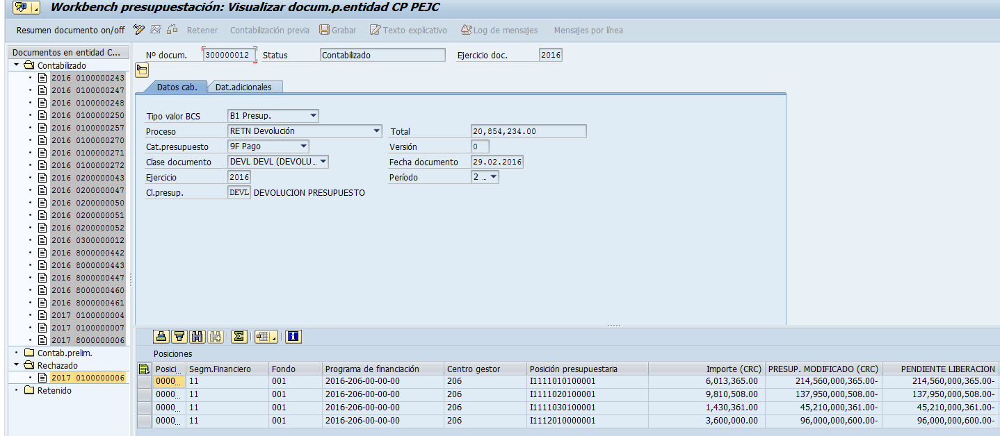 Workbench presupuestación: Visualizar docum.p.entidad CP PEJC
Resumen documento on/off Retener Contabilización previa Grabar Texto explicativo Log de mensajes Mensajes por línea
Documentos en entidad C...
Contabilizado
2016 0100000243
2016 0100000247
2016 0100000248
2016 0100000250
2016 0100000257
2016 0100000270
2016 0100000271
2016 0100000272
2016 0200000043
2016 0200000047
2016 0200000050
2016 0200000051
2016 0200000052
2016 0300000012
2016 8000000442
2016 8000000443
2016 8000000447
2016 8000000460
2016 8000000461
2017 0100000004
2017 0100000007
2017 8000000006
Contab.prelim.
Rechazado
2017 0100000006
Retenido
Nº docum. 300000012 Status Contabilizado Ejercicio doc. 2016
Datos cab. Dat.adicionales
Tipo valor BCS B1 Presup.
Proceso RETN Devolución Total 20,854,234.00
Cat.presupuesto 9F Pago Versión 0
Clase documento DEVL DEVL (DEVOLU... Fecha documento 29.02.2016
Ejercicio 2016 Período 2 ...
Cl.presup. DEVL DEVOLUCION PRESUPUESTO
Posiciones
Posici... Segm.Financiero Fondo Programa de financiación Centro gestor Posición presupuestaria Importe (CRC) PRESUP. MODIFICADO (CRC) PENDIENTE LIBERACION
0000... 11 001 2016-206-00-00-00 206 I1111010100001 6,013,365.00 214,560,000,365.00- 214,560,000,365.00-
0000... 11 001 2016-206-00-00-00 206 I1111020100001 9,810,508.00 137,950,000,508.00- 137,950,000,508.00-
0000... 11 001 2016-206-00-00-00 206 I1111030100001 1,430,361.00 45,210,000,361.00- 45,210,000,361.00-
0000... 11 001 2016-206-00-00-00 206 I1112010000001 3,600,000.00 96,000,000,600.00- 96,000,000,600.00-